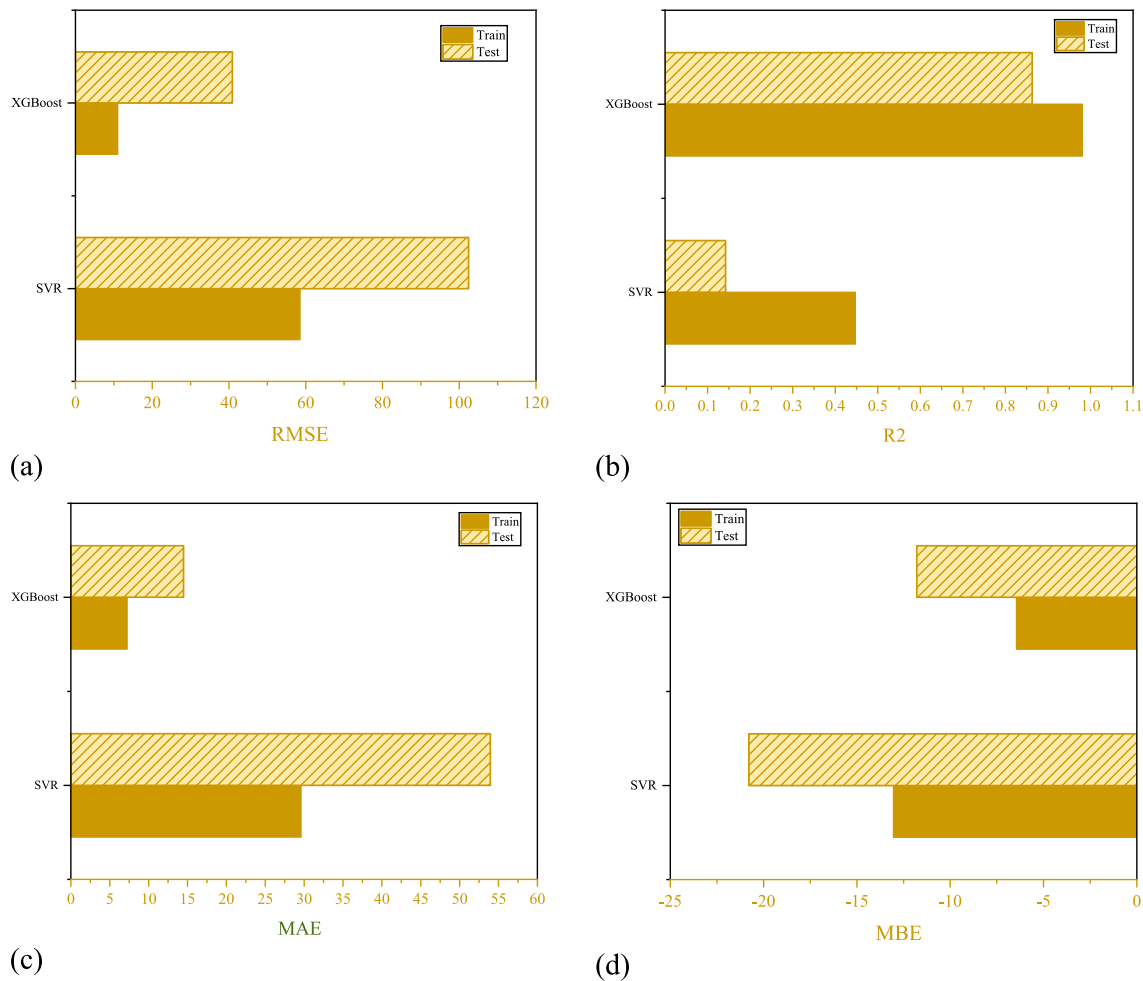 Train
Test
XGBoost
SVR
0 20 40 60 80 100 120
RMSE
(a)
Train
Test
XGBoost
SVR
0.0 0.1 0.2 0.3 0.4 0.5 0.6 0.7 0.8 0.9 1.0 1.1
R2
(b)
Train
Test
XGBoost
SVR
0 5 10 15 20 25 30 35 40 45 50 55 60
MAE
(c)
Train
Test
XGBoost
SVR
-25 -20 -15 -10 -5 0
MBE
(d)